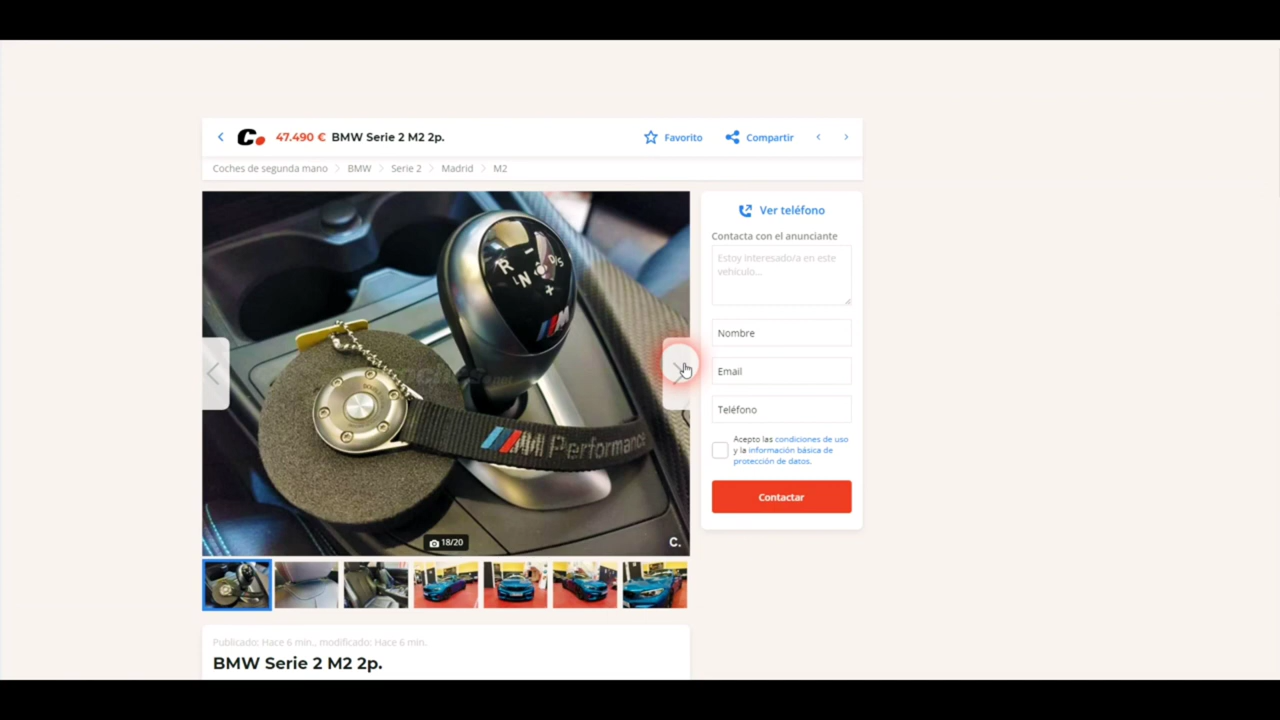 C. 47.490 € BMW Serie 2 M2 2p.
Favorito
Compartir
Coches de segunda mano
BMW
Serie 2
Madrid
M2
R
N
D/S
−
+
M
M Performance
18/20
C.
Ver teléfono
Contacta con el anunciante
Estoy interesado/a en este
vehículo...
Nombre
Email
Teléfono
Acepto las condiciones de uso
y la información básica de
protección de datos.
Contactar
Publicado: Hace 6 min., modificado: Hace 6 min.
BMW Serie 2 M2 2p.